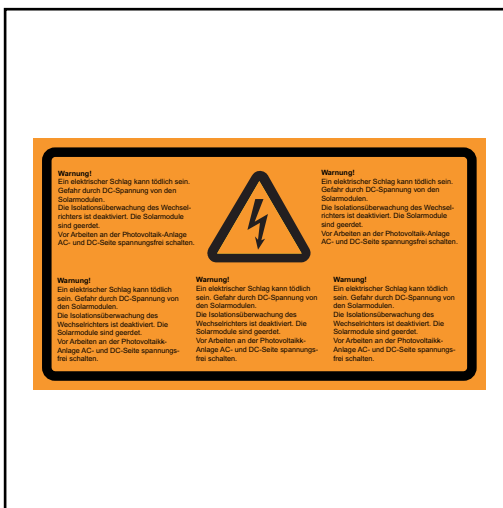 Warnung!
Ein elektrischer Schlag kann tödlich sein.
Gefahr durch DC-Spannung von den
Solarmodulen.
Die Isolationsüberwachung des Wechsel-
richters ist deaktiviert. Die Solarmodule
sind geerdet.
Vor Arbeiten an der Photovoltaik-Anlage
AC- und DC-Seite spannungsfrei schalten.
Warnung!
Ein elektrischer Schlag kann tödlich sein.
Gefahr durch DC-Spannung von den
Solarmodulen.
Die Isolationsüberwachung des Wechsel-
richters ist deaktiviert. Die Solarmodule
sind geerdet.
Vor Arbeiten an der Photovoltaik-Anlage
AC- und DC-Seite spannungsfrei schalten.
Warnung!
Ein elektrischer Schlag kann tödlich
sein. Gefahr durch DC-Spannung von
den Solarmodulen.
Die Isolationsüberwachung des
Wechselrichters ist deaktiviert. Die
Solarmodule sind geerdet.
Vor Arbeiten an der Photovoltaikk-
Anlage AC- und DC-Seite spannungs-
frei schalten.
Warnung!
Ein elektrischer Schlag kann tödlich
sein. Gefahr durch DC-Spannung von
den Solarmodulen.
Die Isolationsüberwachung des
Wechselrichters ist deaktiviert. Die
Solarmodule sind geerdet.
Vor Arbeiten an der Photovoltaikk-
Anlage AC- und DC-Seite spannungs-
frei schalten.
Warnung!
Ein elektrischer Schlag kann tödlich
sein. Gefahr durch DC-Spannung von
den Solarmodulen.
Die Isolationsüberwachung des
Wechselrichters ist deaktiviert. Die
Solarmodule sind geerdet.
Vor Arbeiten an der Photovoltaikk-
Anlage AC- und DC-Seite spannungs-
frei schalten.